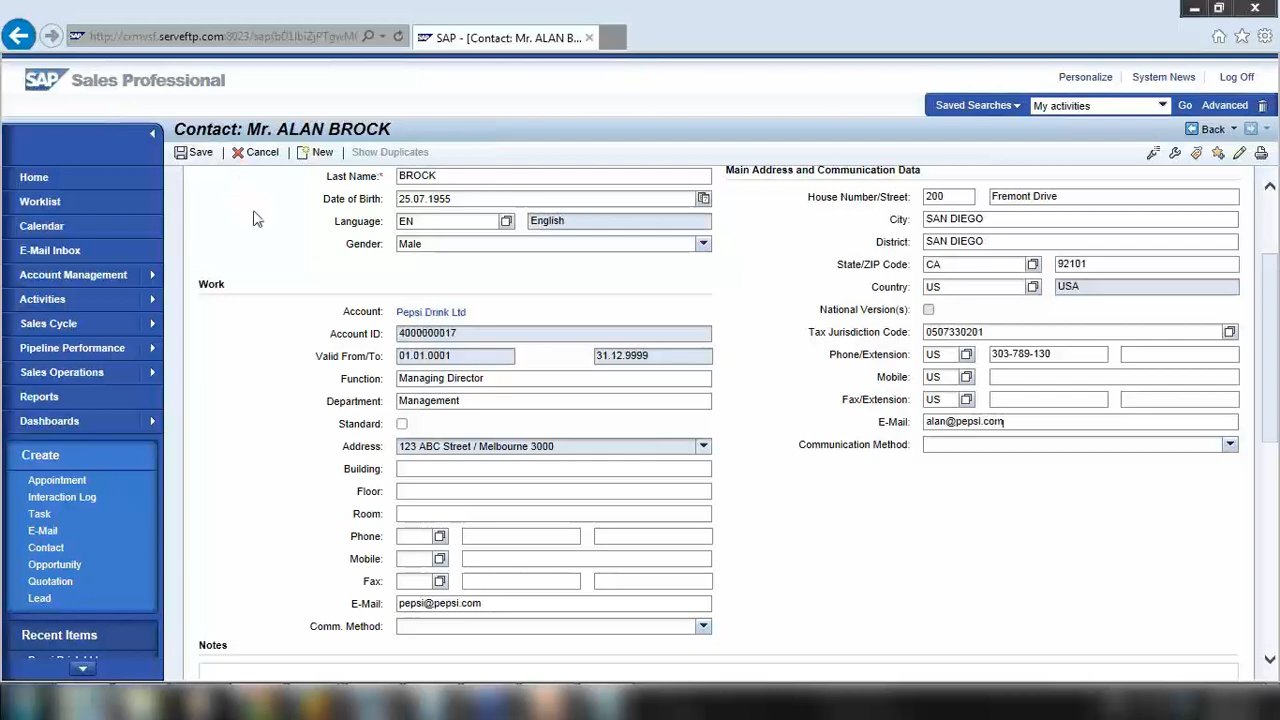 http://crmvsf.serveftp.com:8023/sap(bD1lbiZjPTgwM(
SAP - [Contact: Mr. ALAN B...
SAP Sales Professional
Personalize
System News
Log Off
Saved Searches
My activities
Go
Advanced
Contact: Mr. ALAN BROCK
Back
Save
Cancel
New
Show Duplicates
Home
Worklist
Calendar
E-Mail Inbox
Account Management
Activities
Sales Cycle
Pipeline Performance
Sales Operations
Reports
Dashboards
Create
Appointment
Interaction Log
Task
E-Mail
Contact
Opportunity
Quotation
Lead
Recent Items
Last Name:* BROCK
Date of Birth: 25.07.1955
Language: EN English
Gender: Male
Work
Account: Pepsi Drink Ltd
Account ID: 4000000017
Valid From/To: 01.01.0001 31.12.9999
Function: Managing Director
Department: Management
Standard:
Address: 123 ABC Street / Melbourne 3000
Building:
Floor:
Room:
Phone:
Mobile:
Fax:
E-Mail: pepsi@pepsi.com
Comm. Method:
Notes
Main Address and Communication Data
House Number/Street: 200 Fremont Drive
City: SAN DIEGO
District: SAN DIEGO
State/ZIP Code: CA 92101
Country: US USA
National Version(s):
Tax Jurisdiction Code: 0507330201
Phone/Extension: US 303-789-130
Mobile: US
Fax/Extension: US
E-Mail: alan@pepsi.com
Communication Method: